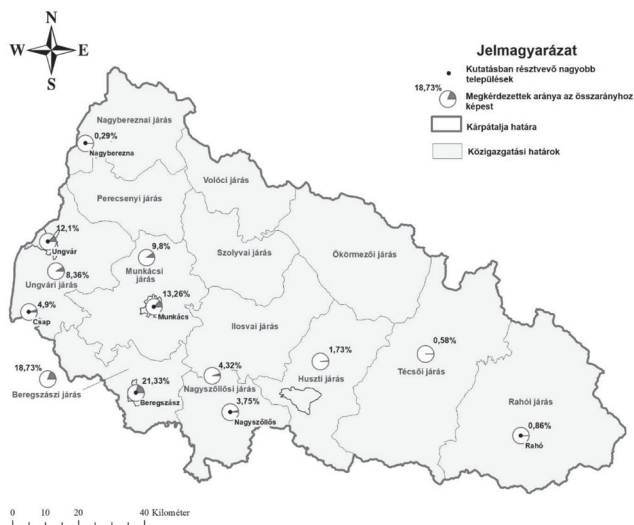 N
W E
S
Jelmagyarázat
Kutatásban résztvevő nagyobb
települések
18,73%
Megkérdezettek aránya az összarányhoz
képest
Kárpátalja határa
Közigazgatási határok
Nagybereznai járás
0,29%
Nagyberezna
Volóci járás
Perecsenyi járás
12,1%
Ungvár
9,8%
Munkácsi
járás
Szolyvai járás
Ökörmezői járás
8,36%
Ungvári járás
13,26%
Munkács
4,9%
Csap
Ilosvai járás
1,73%
Huszti járás
0,58%
Técsői járás
18,73%
Beregszászi járás
21,33%
Beregszász
4,32%
Nagyszőllősi járás
3,75%
Nagyszőllős
Rahói járás
0,86%
Rahó
0 10 20 40 Kilométer